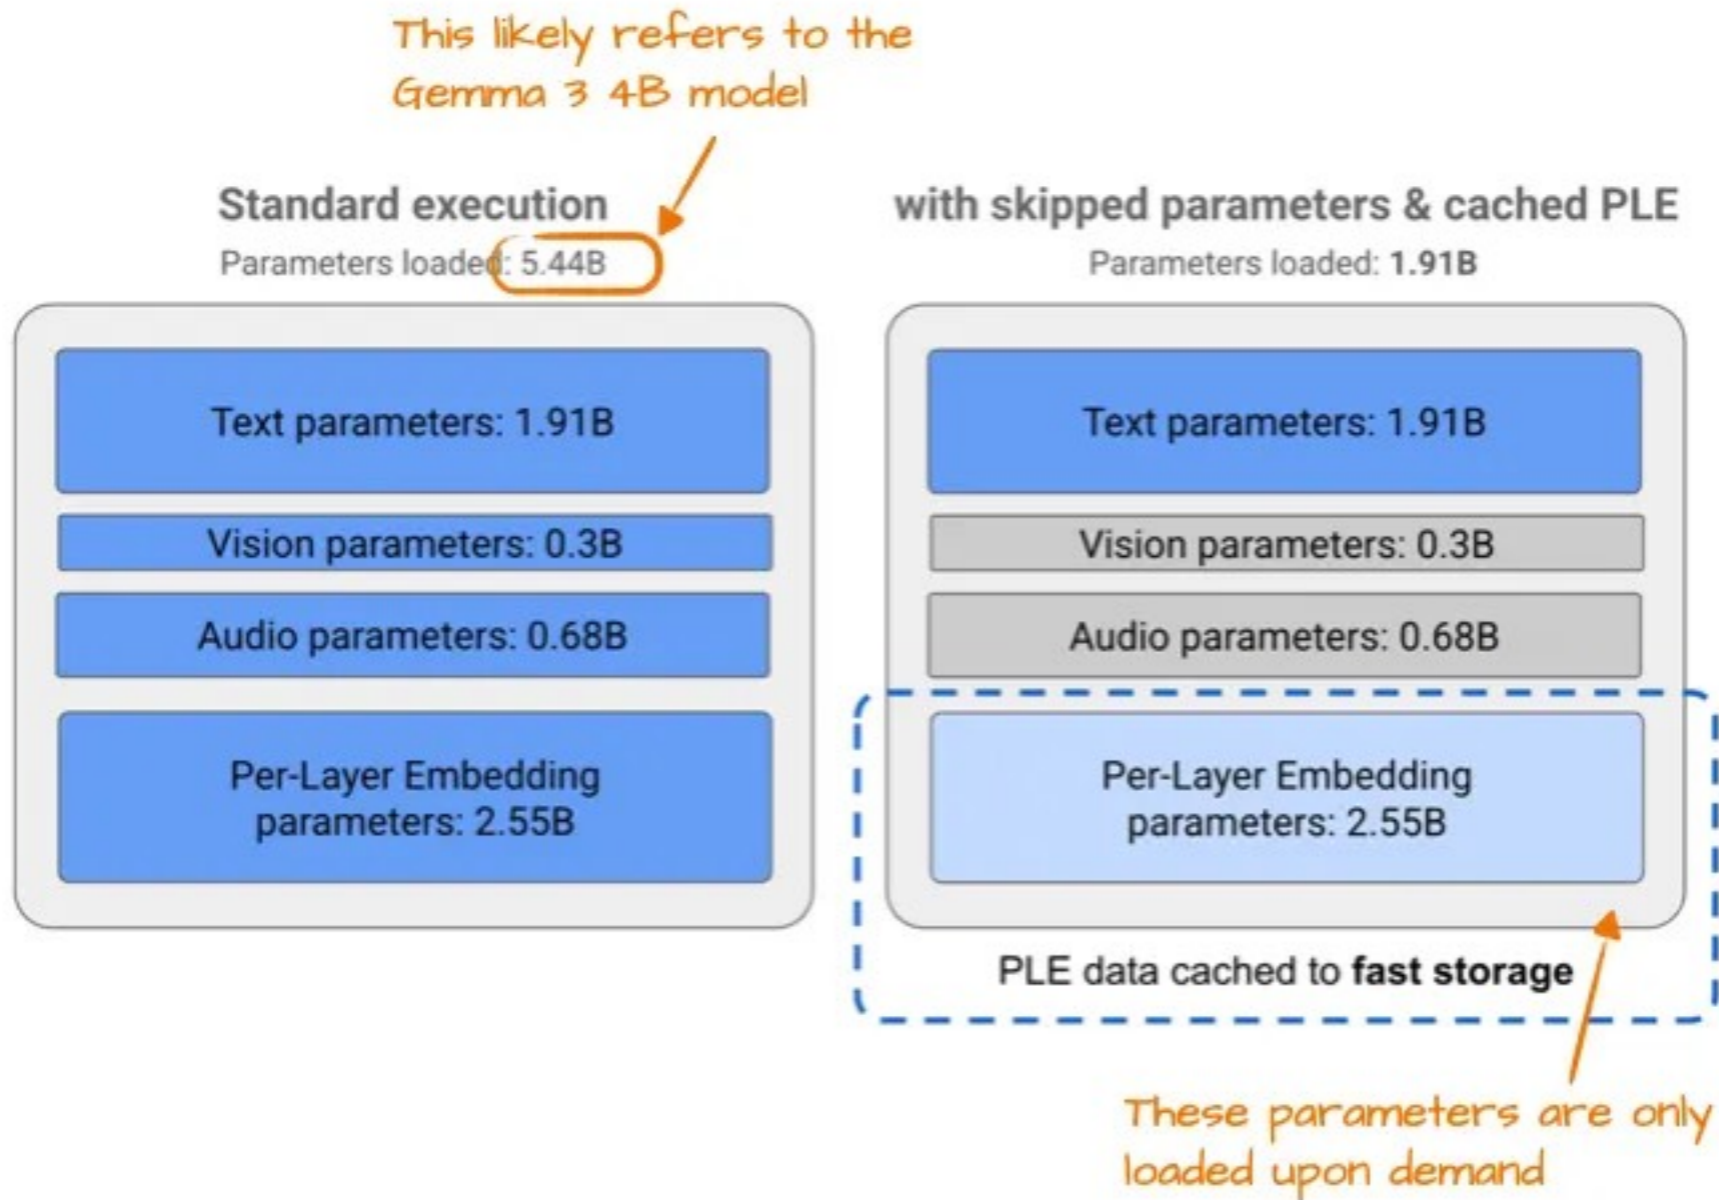 This likely refers to the
Gemma 3 4B model
Standard execution
Parameters loaded: 5.44B
Text parameters: 1.91B
Vision parameters: 0.3B
Audio parameters: 0.68B
Per-Layer Embedding
parameters: 2.55B
with skipped parameters & cached PLE
Parameters loaded: 1.91B
Text parameters: 1.91B
Vision parameters: 0.3B
Audio parameters: 0.68B
Per-Layer Embedding
parameters: 2.55B
PLE data cached to fast storage
These parameters are only
loaded upon demand